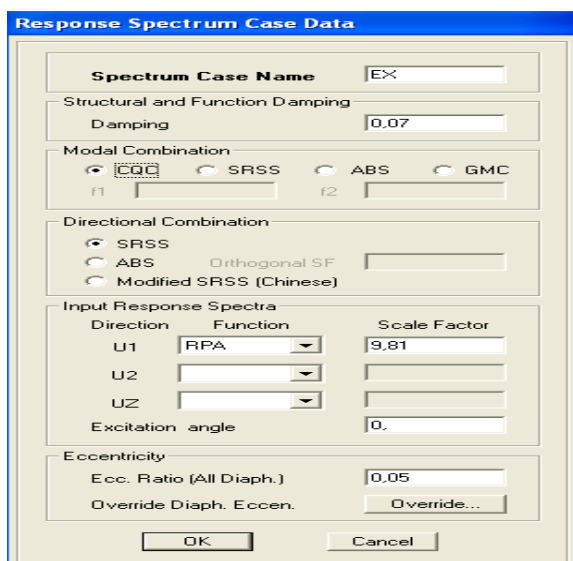 Response Spectrum Case Data
Spectrum Case Name EX
Structural and Function Damping
Damping 0,07
Modal Combination
CQC SRSS ABS GMC
f1 f2
Directional Combination
SRSS
ABS Orthogonal SF
Modified SRSS (Chinese)
Input Response Spectra
Direction Function Scale Factor
U1 RPA 9,81
U2
UZ
Excitation angle 0,
Eccentricity
Ecc. Ratio (All Diaph.) 0,05
Override Diaph. Eccen. Override...
OK Cancel